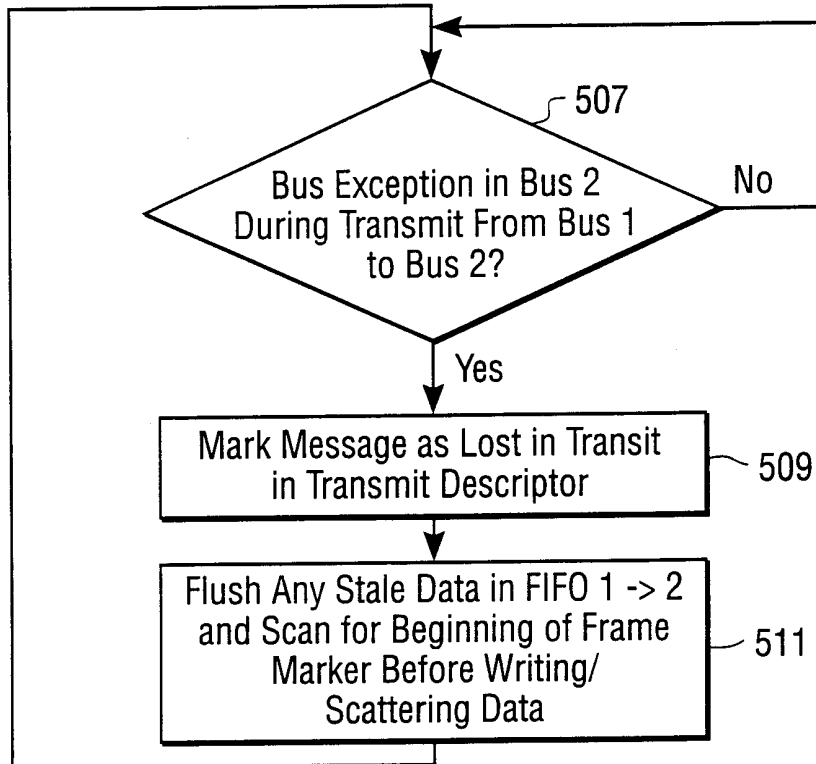 507
Bus Exception in Bus 2
During Transmit From Bus 1
to Bus 2?
No
Yes
Mark Message as Lost in Transit
in Transmit Descriptor
509
Flush Any Stale Data in FIFO 1 -> 2
and Scan for Beginning of Frame
Marker Before Writing/
Scattering Data
511